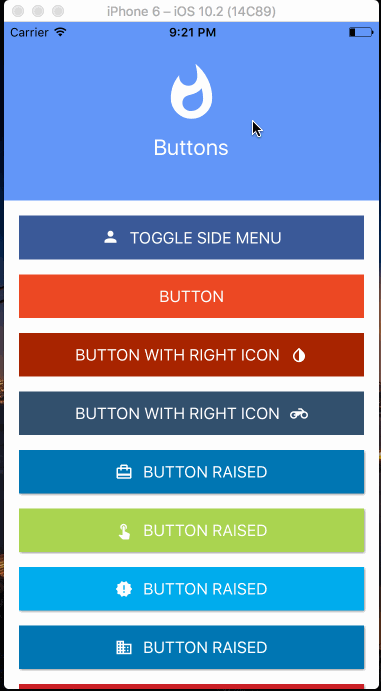 iPhone 6 – iOS 10.2 (14C89)
Carrier 9:21 PM
Buttons
TOGGLE SIDE MENU
BUTTON
BUTTON WITH RIGHT ICON
BUTTON WITH RIGHT ICON
BUTTON RAISED
BUTTON RAISED
BUTTON RAISED
BUTTON RAISED